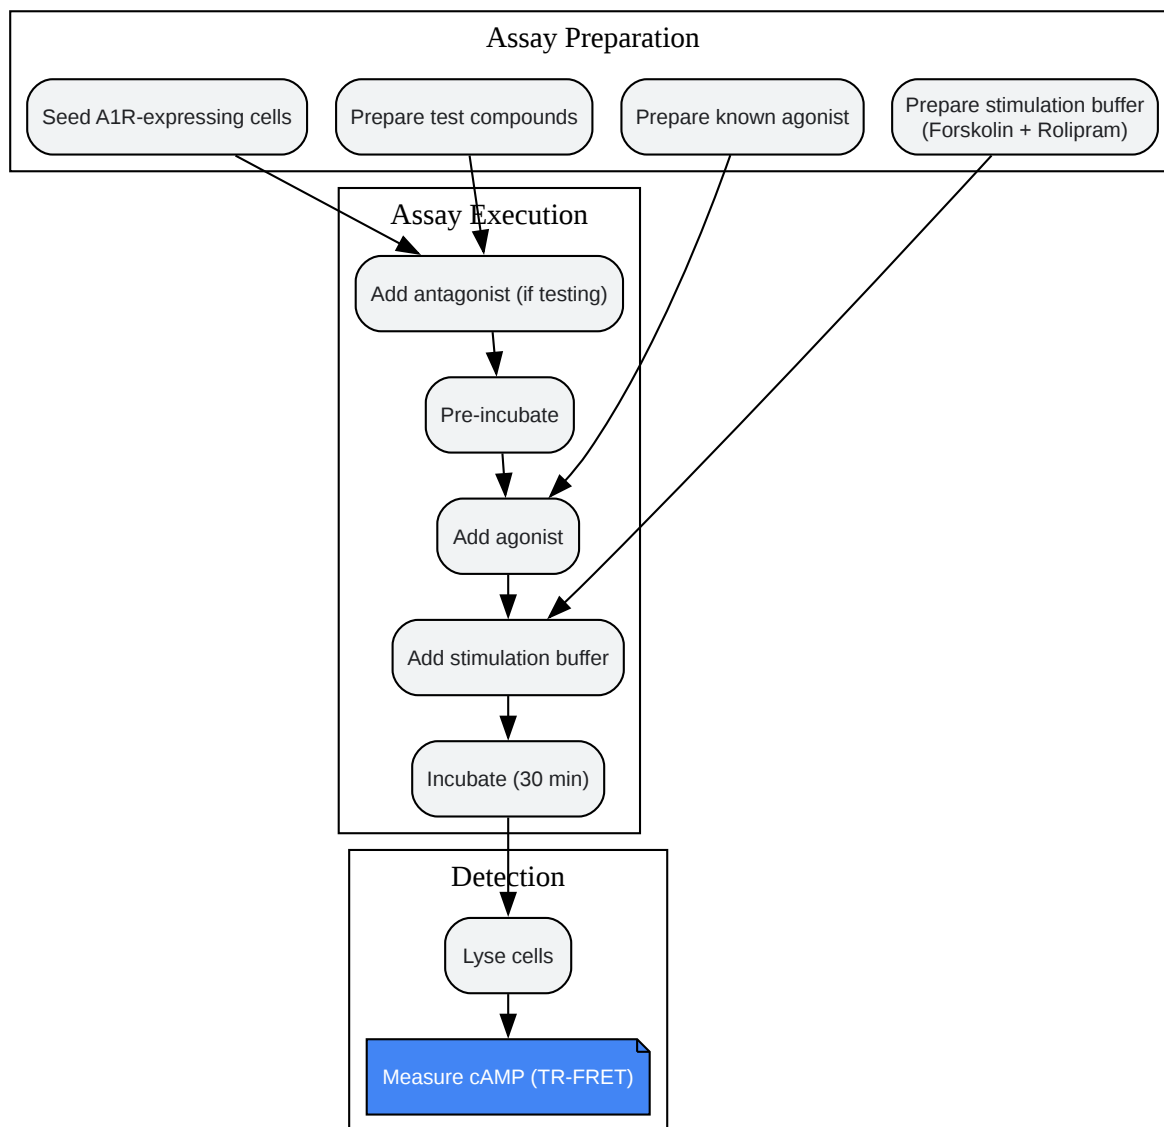 Assay Preparation
Seed A1R-expressing cells
Prepare test compounds
Prepare known agonist
Prepare stimulation buffer
(Forskolin + Rolipram)
Assay Execution
Add antagonist (if testing)
Pre-incubate
Add agonist
Add stimulation buffer
Incubate (30 min)
Detection
Lyse cells
Measure cAMP (TR-FRET)